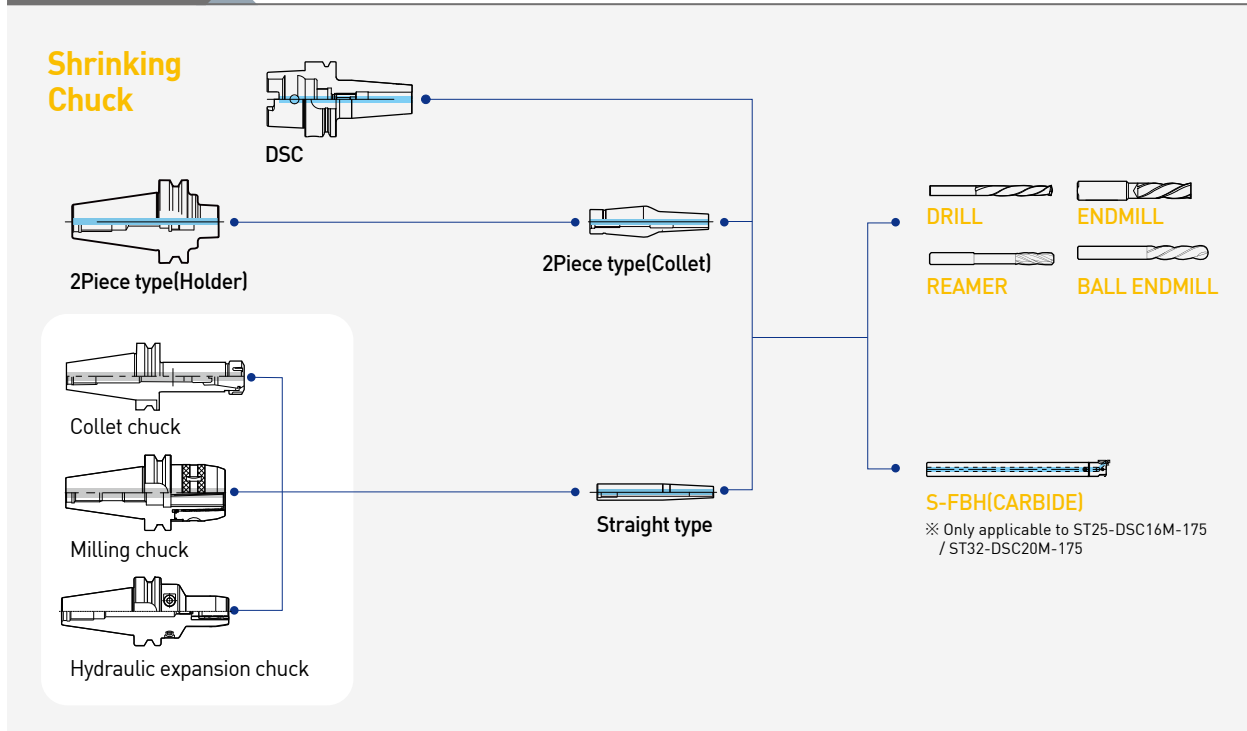 Shrinking
Chuck
DSC
2Piece type(Holder)
2Piece type(Collet)
DRILL
ENDMILL
REAMER
BALL ENDMILL
Collet chuck
Milling chuck
Hydraulic expansion chuck
Straight type
S-FBH(CARBIDE)
※ Only applicable to ST25-DSC16M-175
/ ST32-DSC20M-175